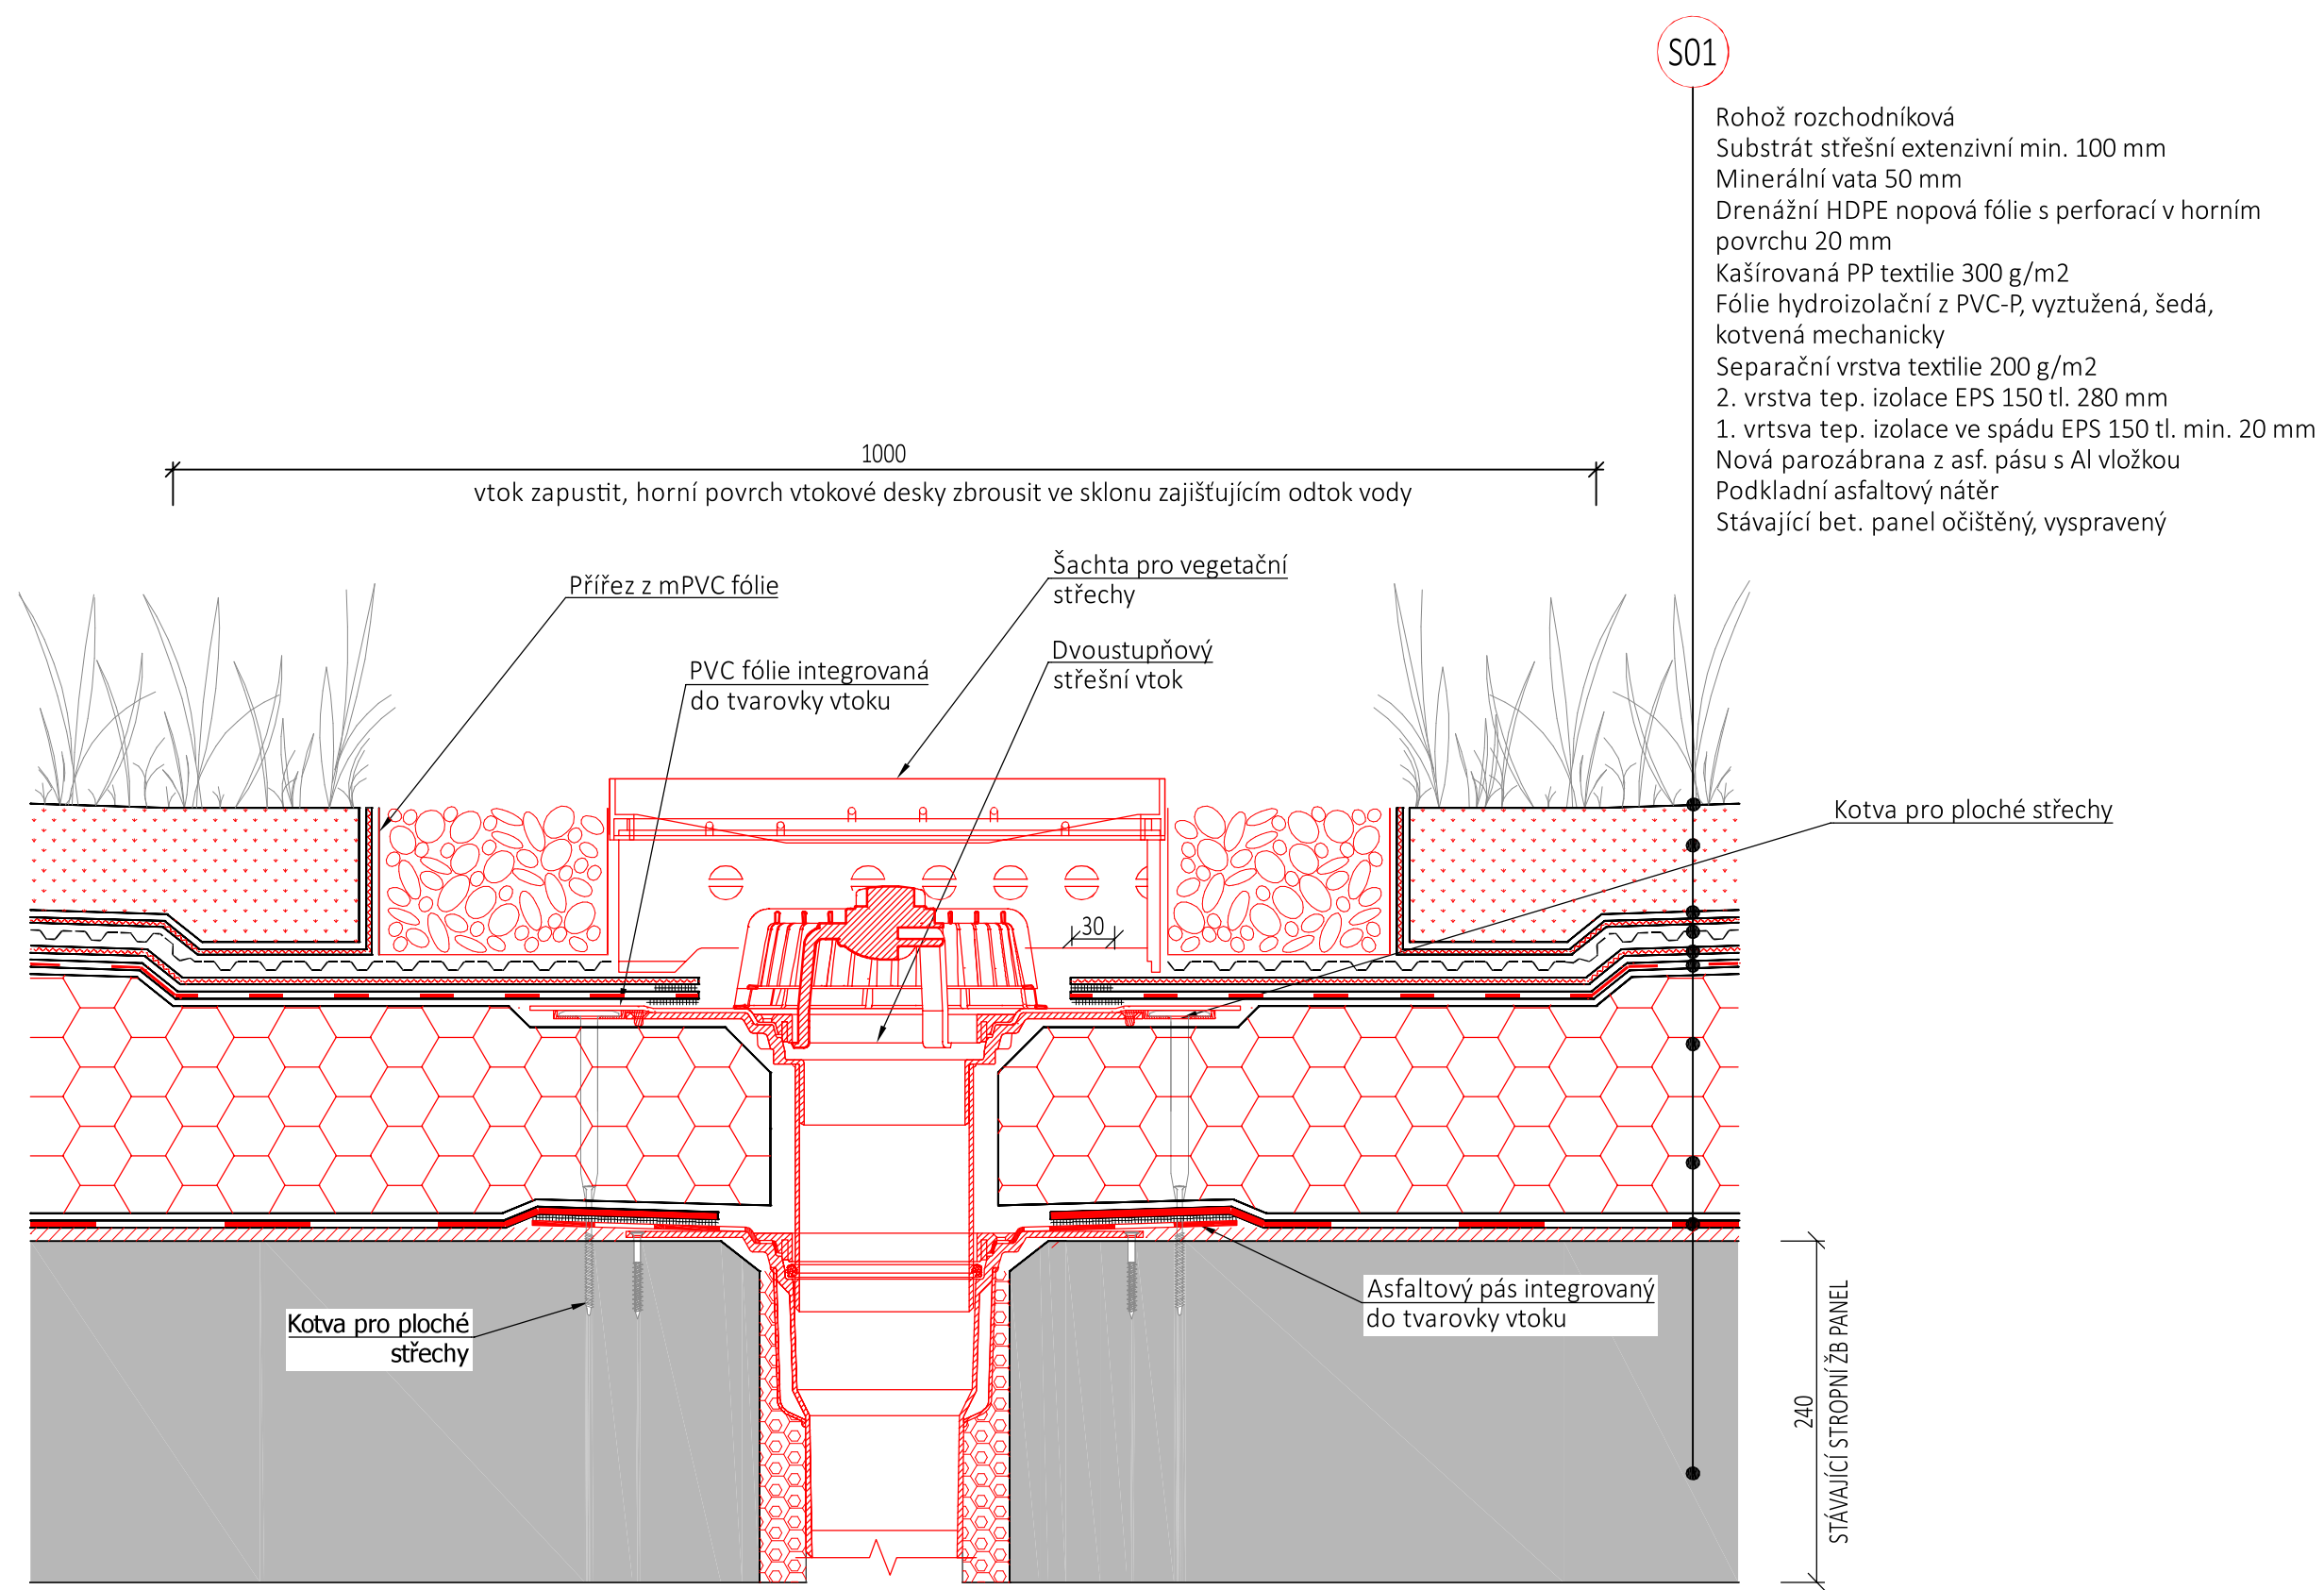 S01
Rohož rozchodníková
Substrát střešní extenzivní min. 100 mm
Minerální vata 50 mm
Drenážní HDPE nopová fólie s perforací v horním
povrchu 20 mm
Kašírovaná PP textilie 300 g/m2
Fólie hydroizolační z PVC-P, vyztužená, šedá,
kotvená mechanicky
Separační vrstva textilie 200 g/m2
2. vrstva tep. izolace EPS 150 tl. 280 mm
1. vrtsva tep. izolace ve spádu EPS 150 tl. min. 20 mm
Nová parozábrana z asf. pásu s Al vložkou
Podkladní asfaltový nátěr
Stávající bet. panel očištěný, vyspravený
1000
vtok zapustit, horní povrch vtokové desky zbrousit ve sklonu zajišťujícím odtok vody
Přířez z mPVC fólie
Šachta pro vegetační
střechy
PVC fólie integrovaná
do tvarovky vtoku
Dvoustupňový
střešní vtok
Kotva pro ploché střechy
30
Kotva pro ploché
střechy
Asfaltový pás integrovaný
do tvarovky vtoku
240
STÁVAJÍCÍ STROPNÍ ŽB PANEL